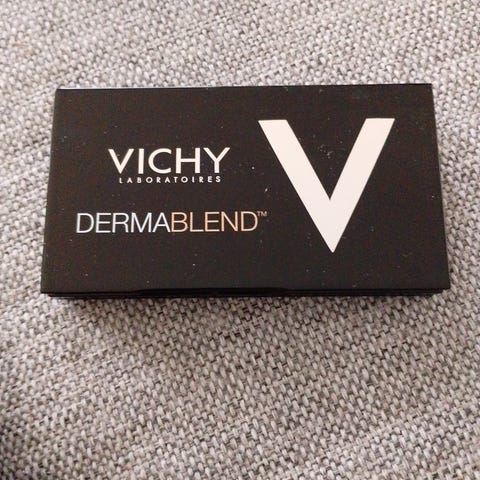 VICHY
LABORATOIRES
DERMABLEND™
V